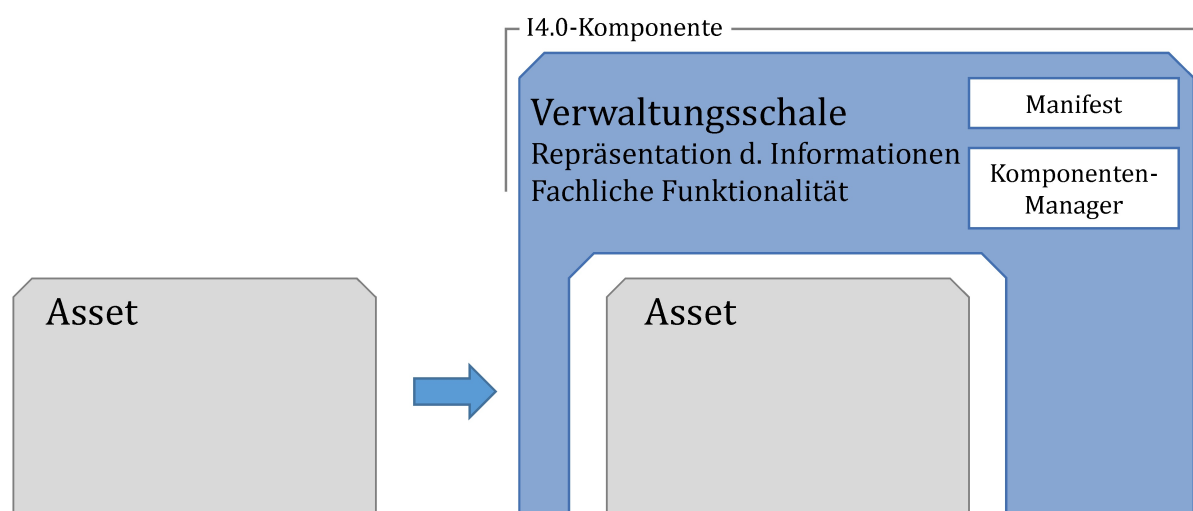 I4.0-Komponente
Verwaltungsschale
Repräsentation d. Informationen
Fachliche Funktionalität
Manifest
Komponenten-
Manager
Asset
Asset